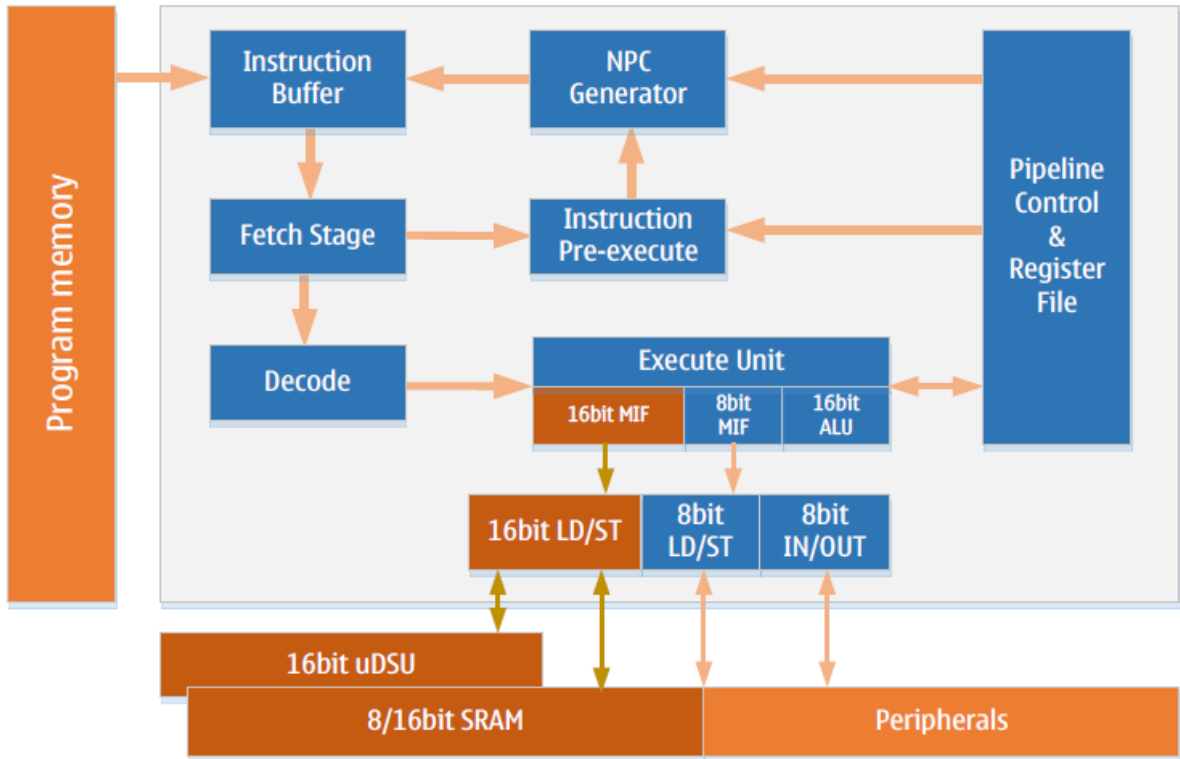 Program memory
Instruction
Buffer
NPC
Generator
Pipeline
Control
&
Register
File
Fetch Stage
Instruction
Pre-execute
Decode
Execute Unit
16bit MIF
8bit
MIF
16bit
ALU
16bit LD/ST
8bit
LD/ST
8bit
IN/OUT
16bit uDSU
8/16bit SRAM
Peripherals